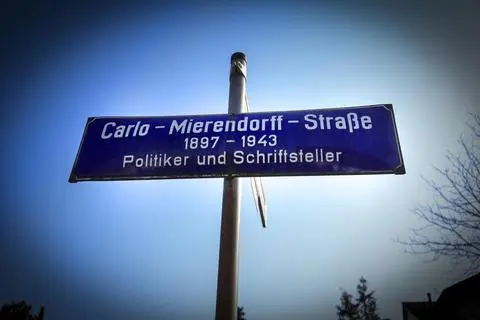 Carlo - Mierendorff - Straße
1897 - 1943
Politiker und Schriftsteller